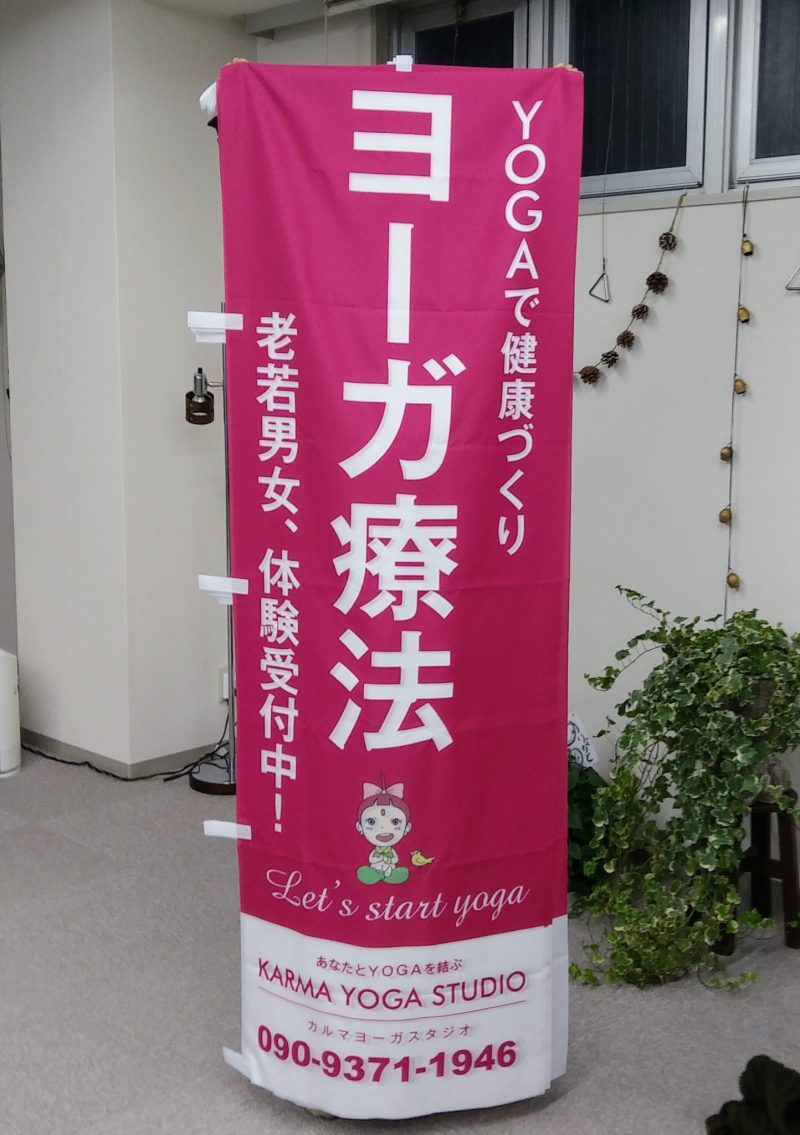 YOGAで健康づくり
ヨーガ療法
老若男女、体験受付中!
Let's start yoga
あなたとYOGAを結ぶ
KARMA YOGA STUDIO
カルマヨーガスタジオ
090-9371-1946